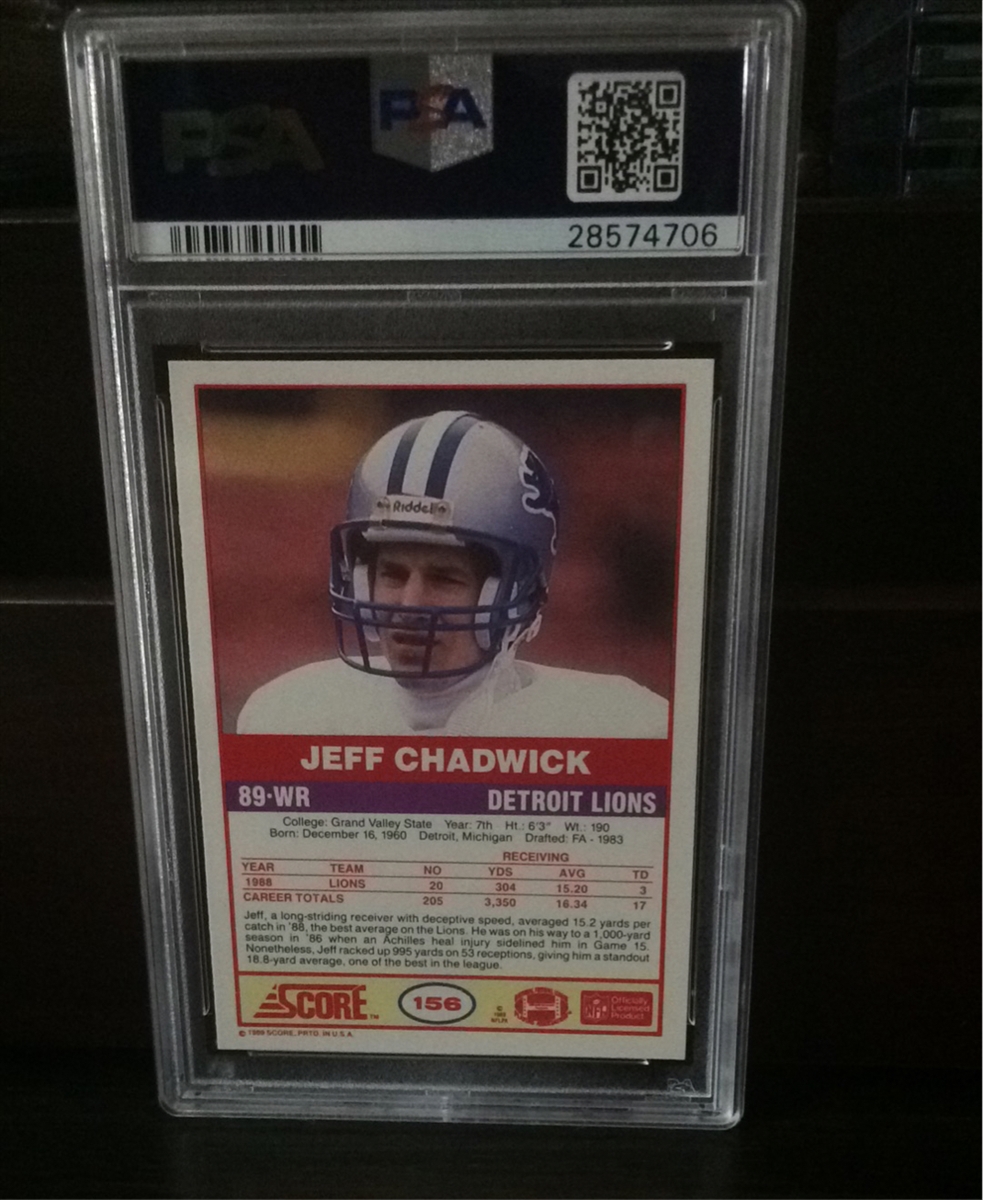 PSA
PSA
28574706
Riddell
JEFF CHADWICK
89·WR DETROIT LIONS
College: Grand Valley State Year: 7th Ht.: 6'3" Wt.: 190
Born: December 16, 1960 Detroit, Michigan Drafted: FA - 1983
RECEIVING
YEAR TEAM NO YDS AVG TD
1988 LIONS 20 304 15.20 3
CAREER TOTALS 205 3,350 16.34 17
Jeff, a long-striding receiver with deceptive speed, averaged 15.2 yards per
catch in '88, the best average on the Lions. He was on his way to a 1,000-yard
season in '86 when an Achilles heal injury sidelined him in Game 15.
Nonetheless, Jeff racked up 995 yards on 53 receptions, giving him a standout
18.8-yard average, one of the best in the league.
SCORE™ 156
© 1989 NFLPA
NFL
Officially
Licensed
Product
© 1989 SCORE, PRTD. IN U.S.A.